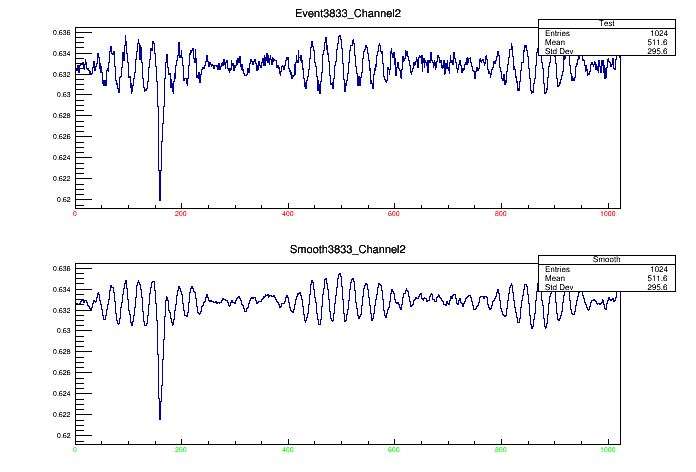 Event3833_Channel2
Test
Entries 1024
Mean 511.6
Std Dev 295.6
0.636
0.634
0.632
0.63
0.628
0.626
0.624
0.622
0.62
0 200 400 600 800 1000
Smooth3833_Channel2
Smooth
Entries 1024
Mean 511.6
Std Dev 295.6
0.636
0.634
0.632
0.63
0.628
0.626
0.624
0.622
0.62
0 200 400 600 800 1000